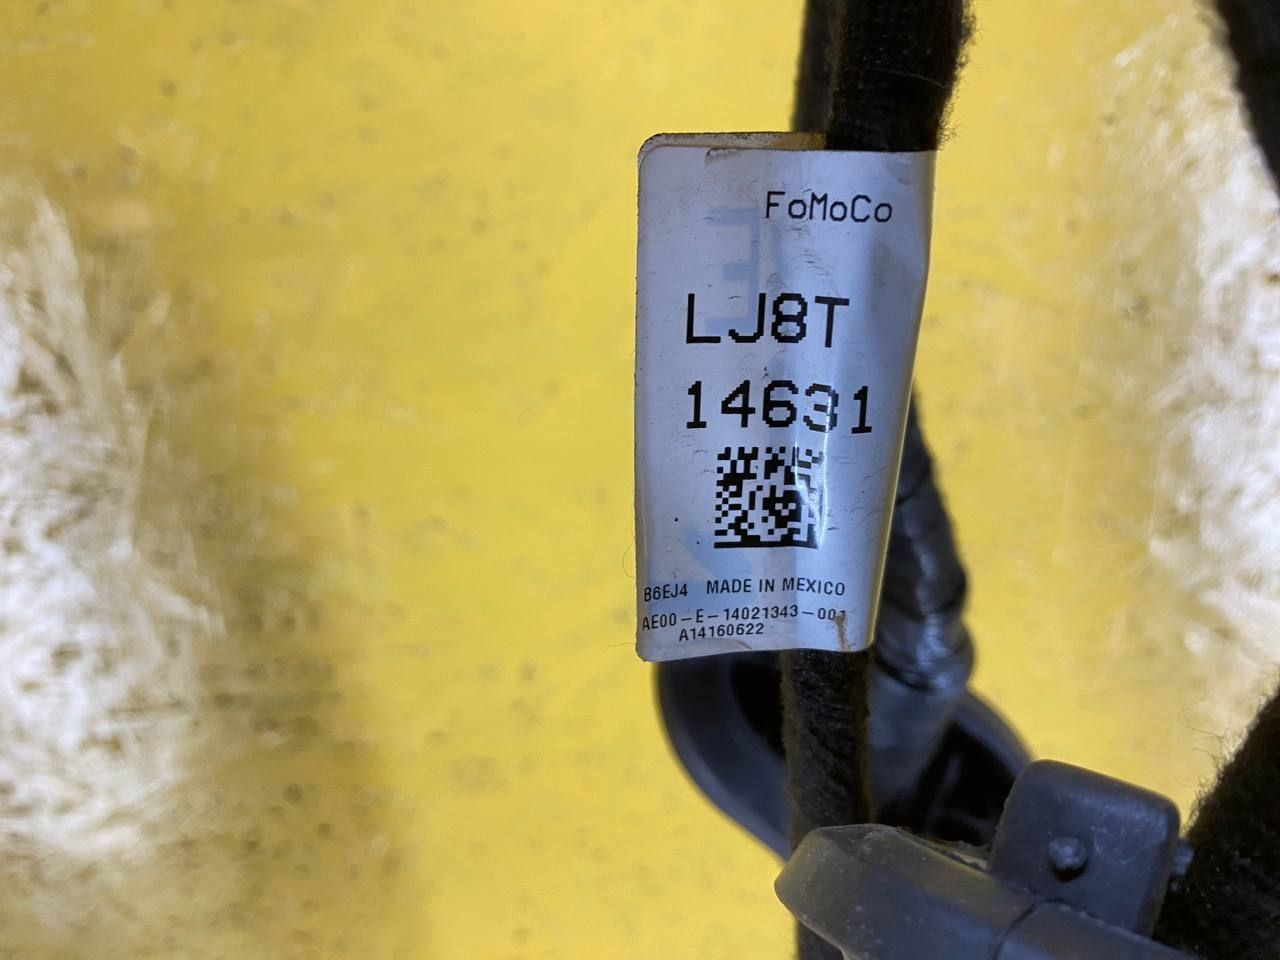 FoMoCo
LJ8T
14631
B6EJ4 MADE IN MEXICO
AE00-E-14021343-001
A14160622